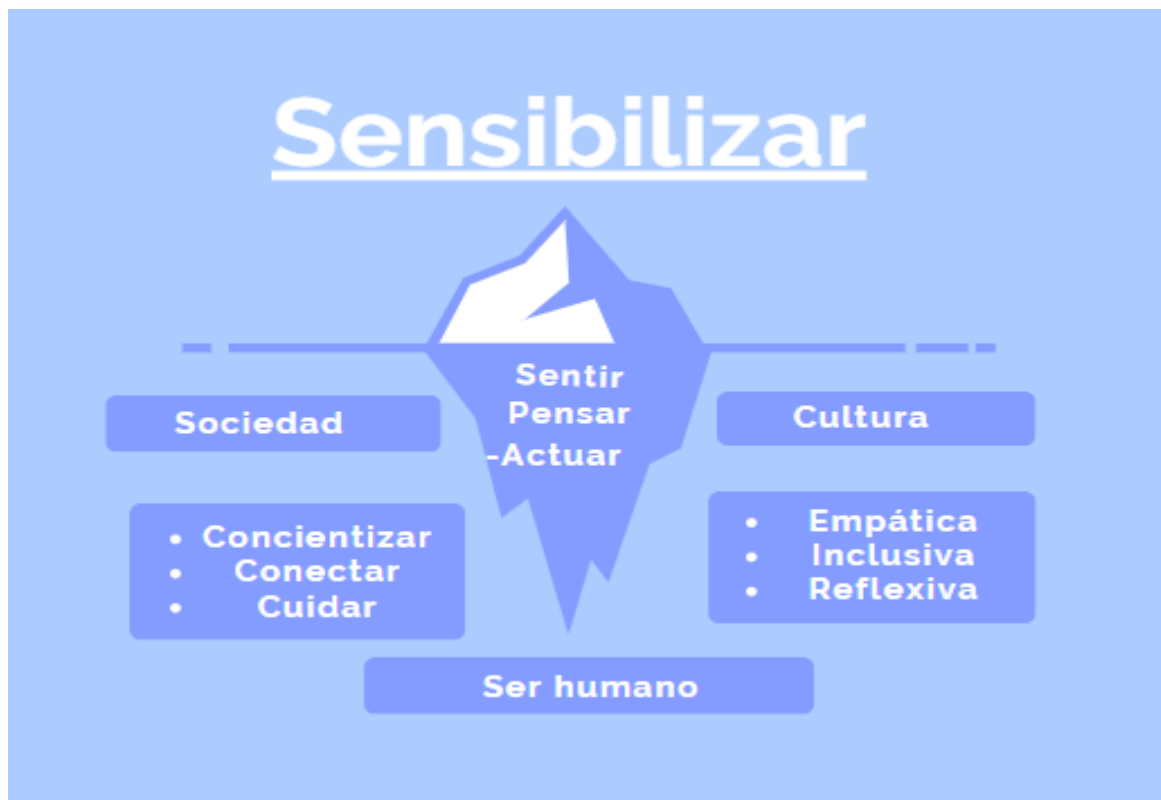 Sensibilizar
Sentir
Pensar
-Actuar
Sociedad
• Concientizar
• Conectar
• Cuidar
Cultura
• Empática
• Inclusiva
• Reflexiva
Ser humano